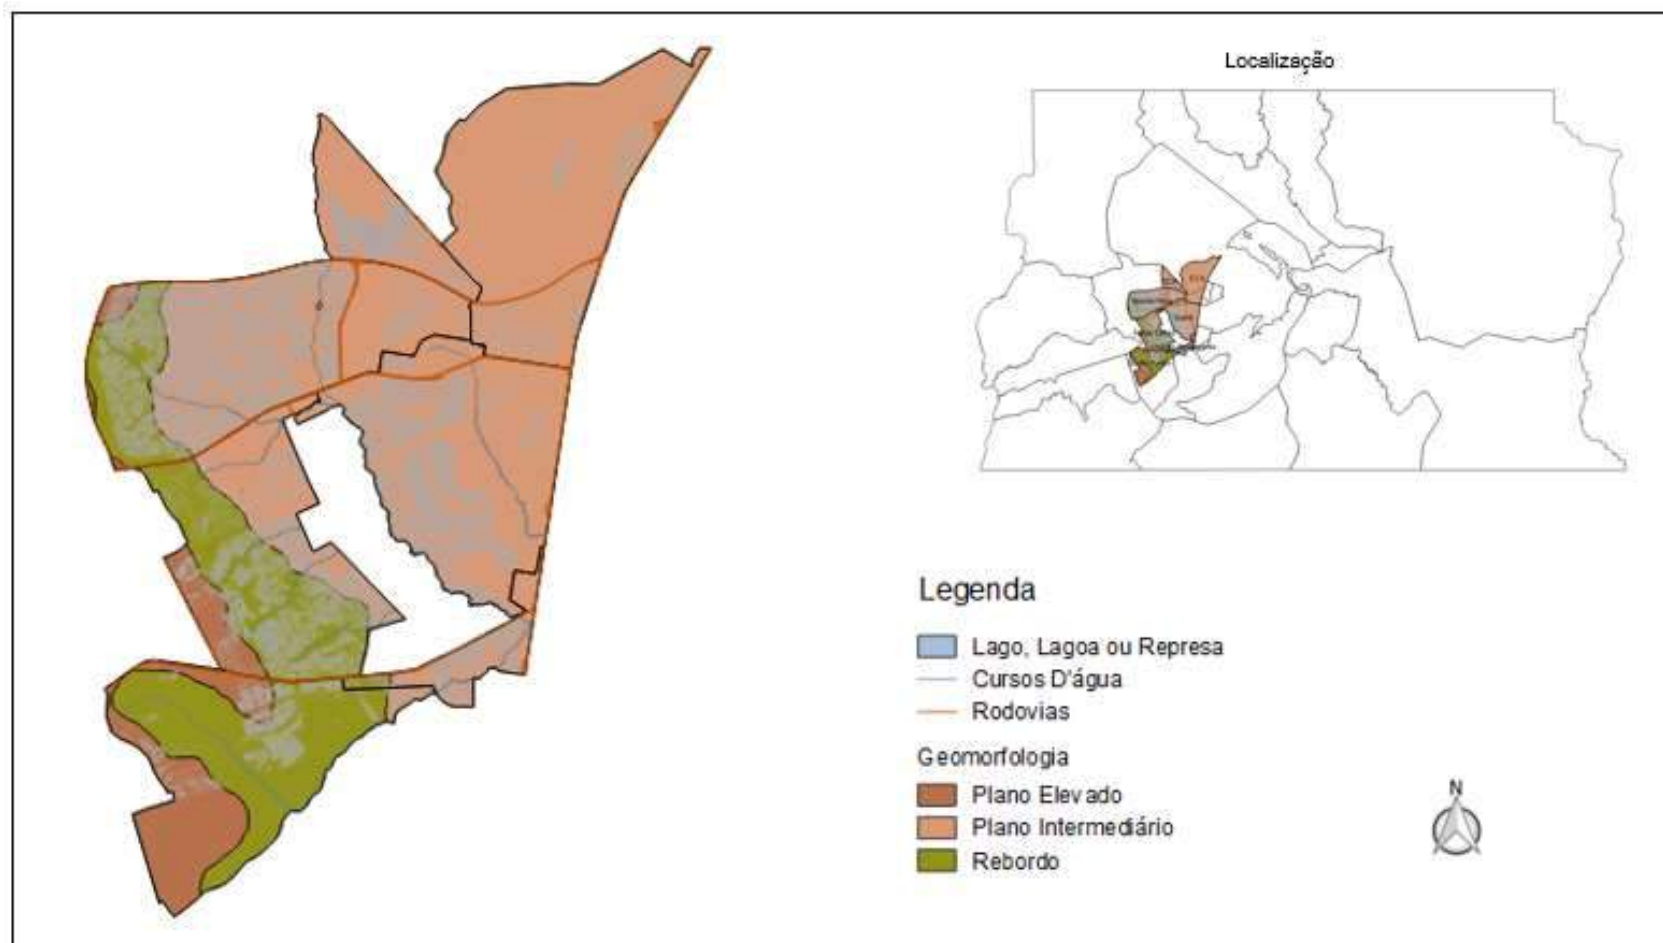 Localização
Legenda
Lago, Lagoa ou Represa
Cursos D'água
Rodovias
Geomorfologia
Plano Elevado
Plano Intermediário
Rebordo
N